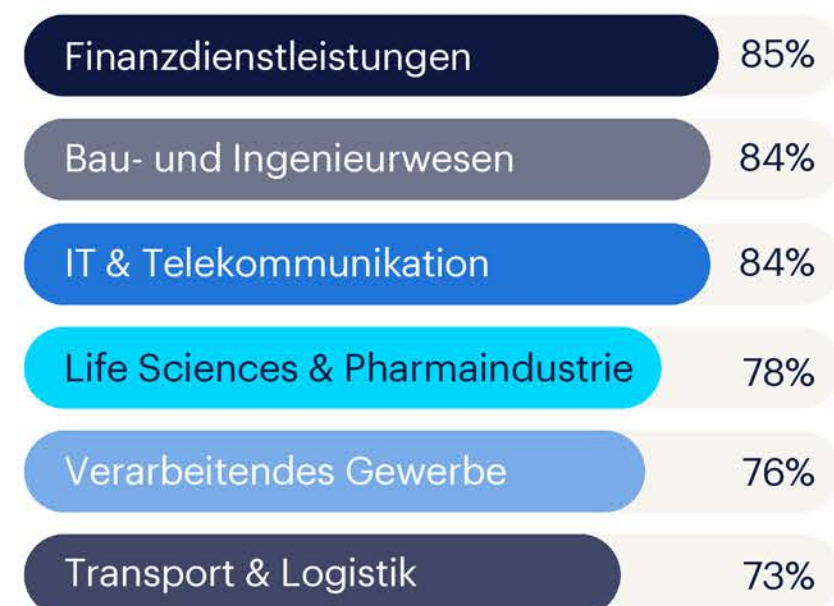 Finanzdienstleistungen 85%
Bau- und Ingenieurwesen 84%
IT & Telekommunikation 84%
Life Sciences & Pharmaindustrie 78%
Verarbeitendes Gewerbe 76%
Transport & Logistik 73%